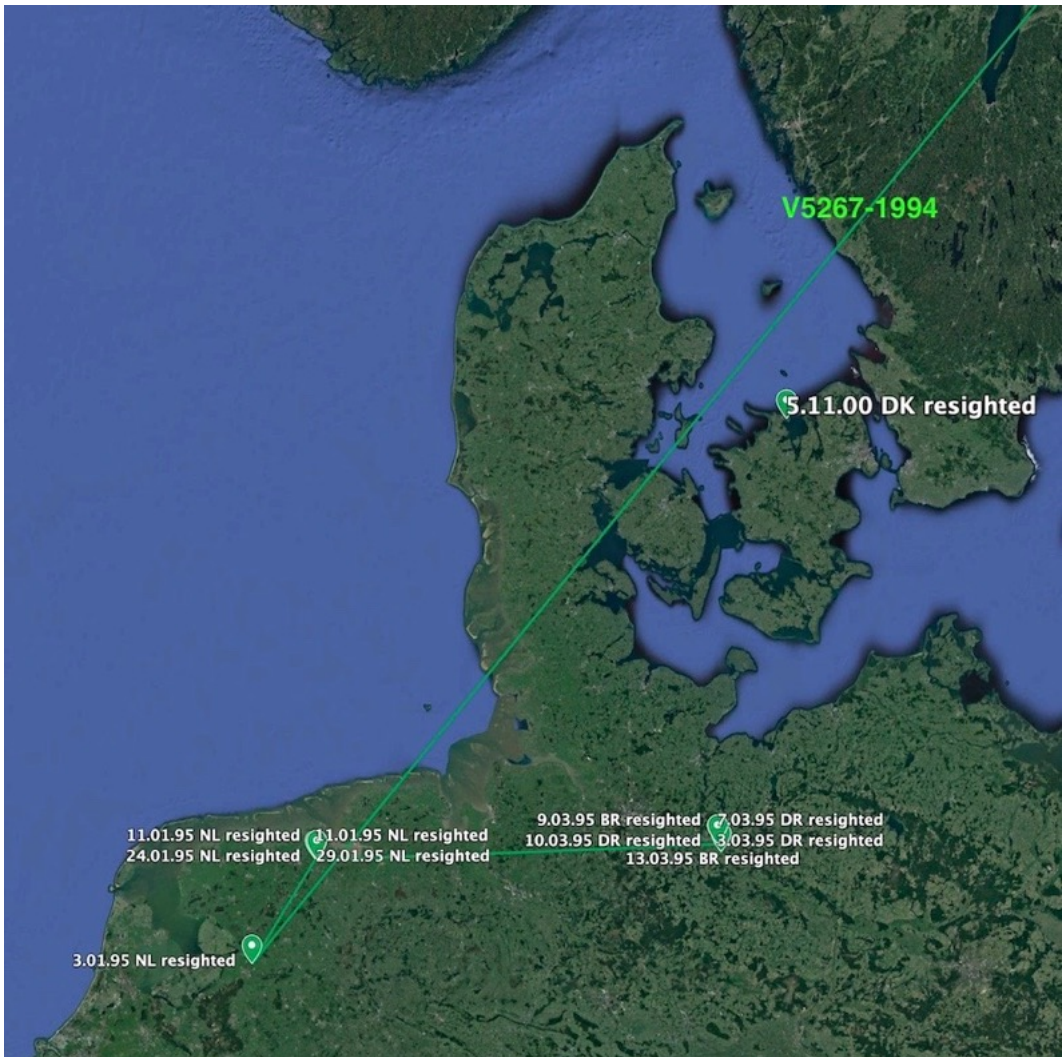 V5267-1994
5.11.00 DK resighted
9.03.95 BR resighted 7.03.95 DR resighted
11.01.95 NL resighted 11.01.95 NL resighted
10.03.95 DR resighted 3.03.95 DR resighted
24.01.95 NL resighted 29.01.95 NL resighted
13.03.95 BR resighted
3.01.95 NL resighted